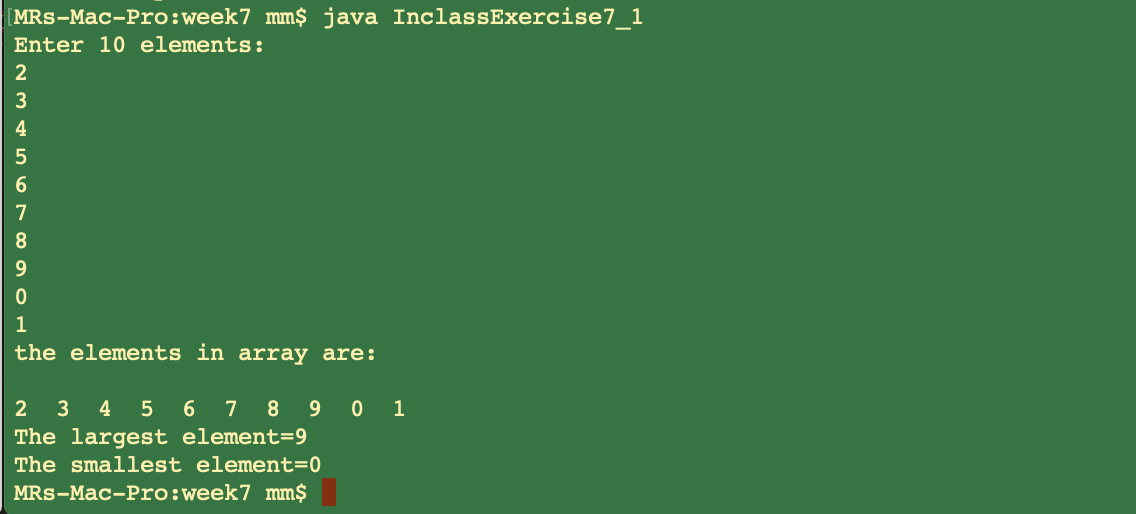 [MRs-Mac-Pro:week7 mm$ java InclassExercise7_1
Enter 10 elements:
2
3
4
5
6
7
8
9
0
1
the elements in array are:
2  3  4  5  6  7  8  9  0  1
The largest element=9
The smallest element=0
MRs-Mac-Pro:week7 mm$